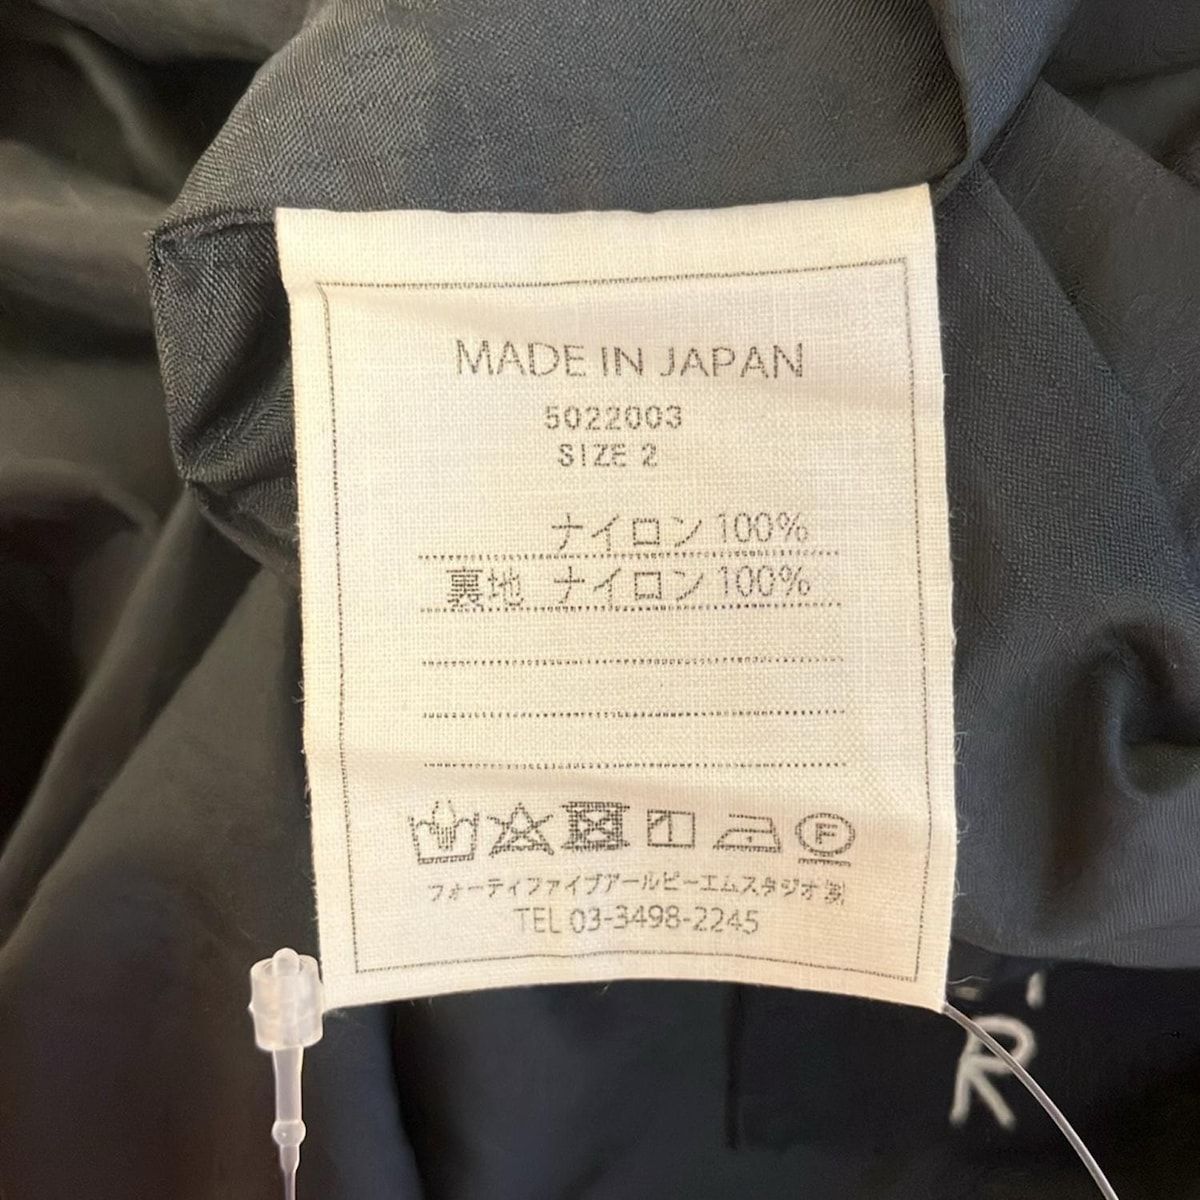 MADE IN JAPAN
5022003
SIZE 2
ナイロン 100%
裏地 ナイロン 100%
F
フォーティファイブアールピーエムスタジオ㈱
TEL 03-3498-2245
R